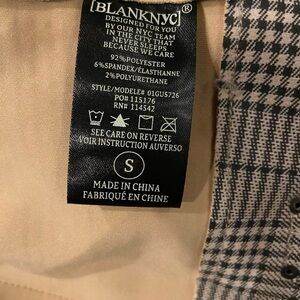 [BLANKNYC]®
DESIGNED FOR YOU
BY OUR NYC TEAM
IN THE CITY THAT
NEVER SLEEPS
BECAUSE WE CARE
92%POLYESTER
6%SPANDEX/ÉLASTHANNE
2%POLYURETHANE
STYLE/MODELE# 01GU5726
PO# 115176
RN# 114542
SEE CARE ON REVERSE
VOIR INSTRUCTION AUVERSO
S
MADE IN CHINA
FABRIQUÉ EN CHINE